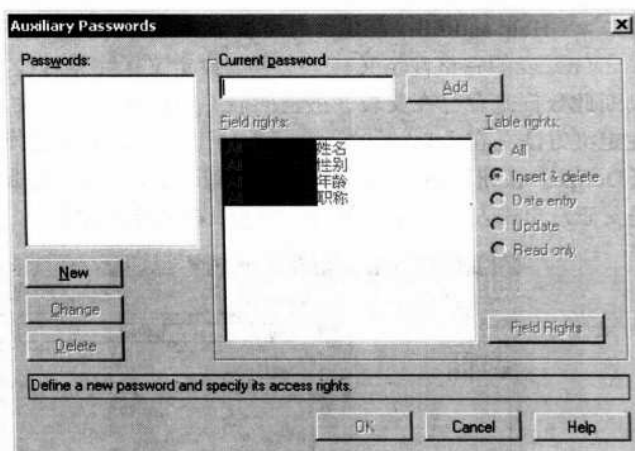 Auxiliary Passwords
Passwords:
Current password
Add
Field rights:
Table rights:
All 姓名
All 性别
All 年龄
All 职称
All
Insert & delete
Data entry
Update
Read only
New
Change
Delete
Field Rights
Define a new password and specify its access rights.
OK
Cancel
Help